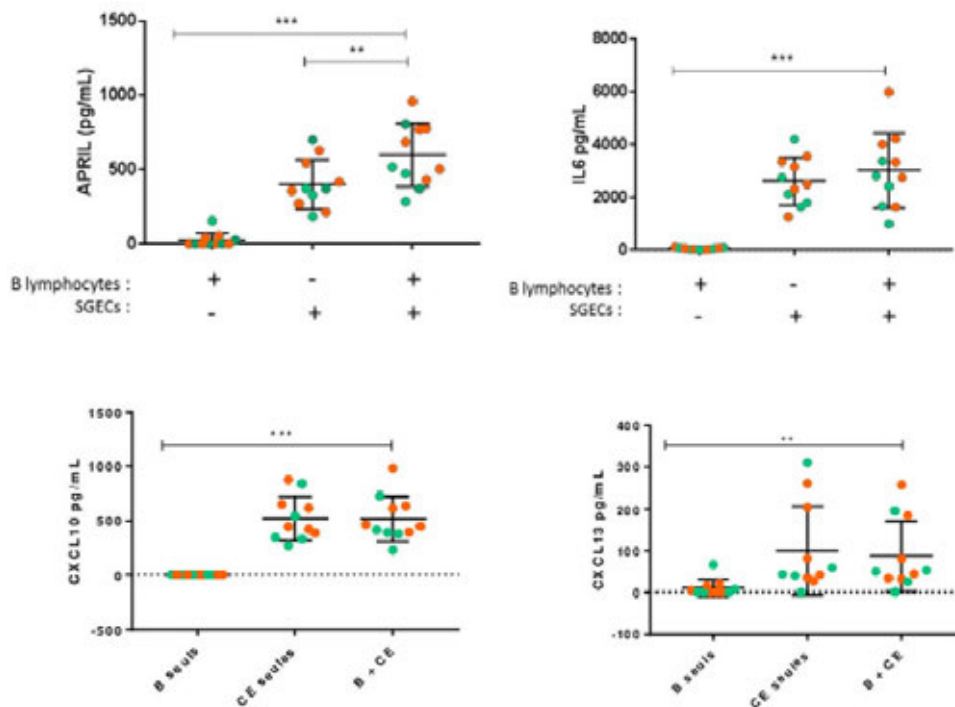 1500
***
**
1000
500
0
APRIL (pg/mL)
B lymphocytes : + - +
SGECs : - + +
8000
***
6000
4000
2000
0
IL6 pg/mL
B lymphocytes : + - +
SGECs : - + +
1500
***
1000
500
0
-500
CXCL10 pg/mL
B seuls
CE seules
B + CE
400
**
300
200
100
0
-100
CXCL13 pg/mL
B seuls
CE seules
B + CE